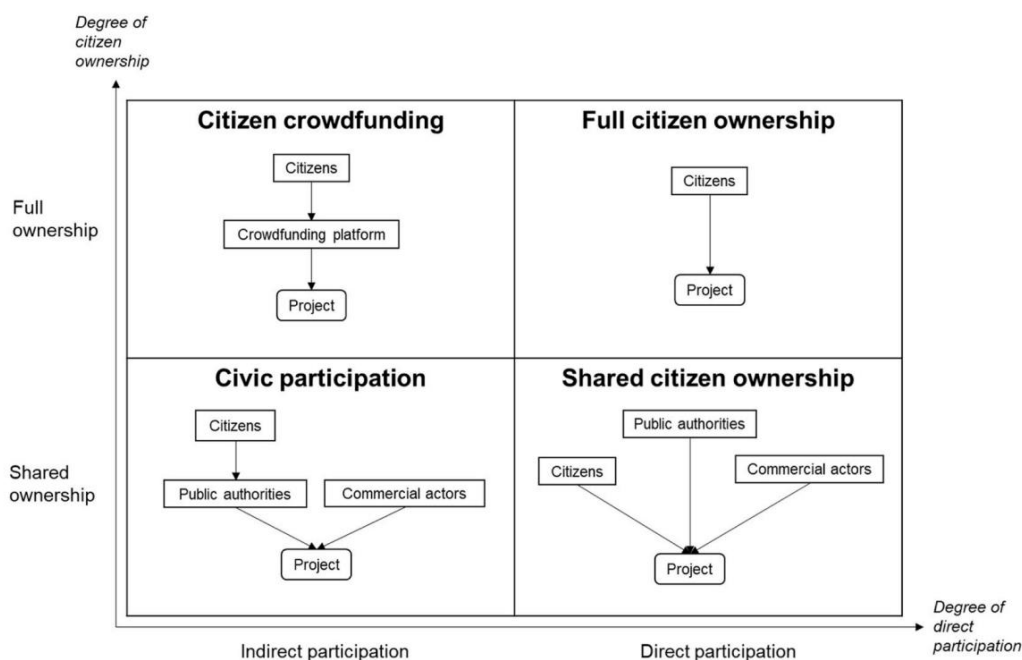 Degree of
citizen
ownership
Citizen crowdfunding
Full citizen ownership
Citizens
Citizens
Full
ownership
Crowdfunding platform
Project
Project
Civic participation
Shared citizen ownership
Citizens
Public authorities
Shared
ownership
Citizens
Commercial actors
Public authorities
Commercial actors
Project
Project
Degree of
direct
participation
Indirect participation
Direct participation